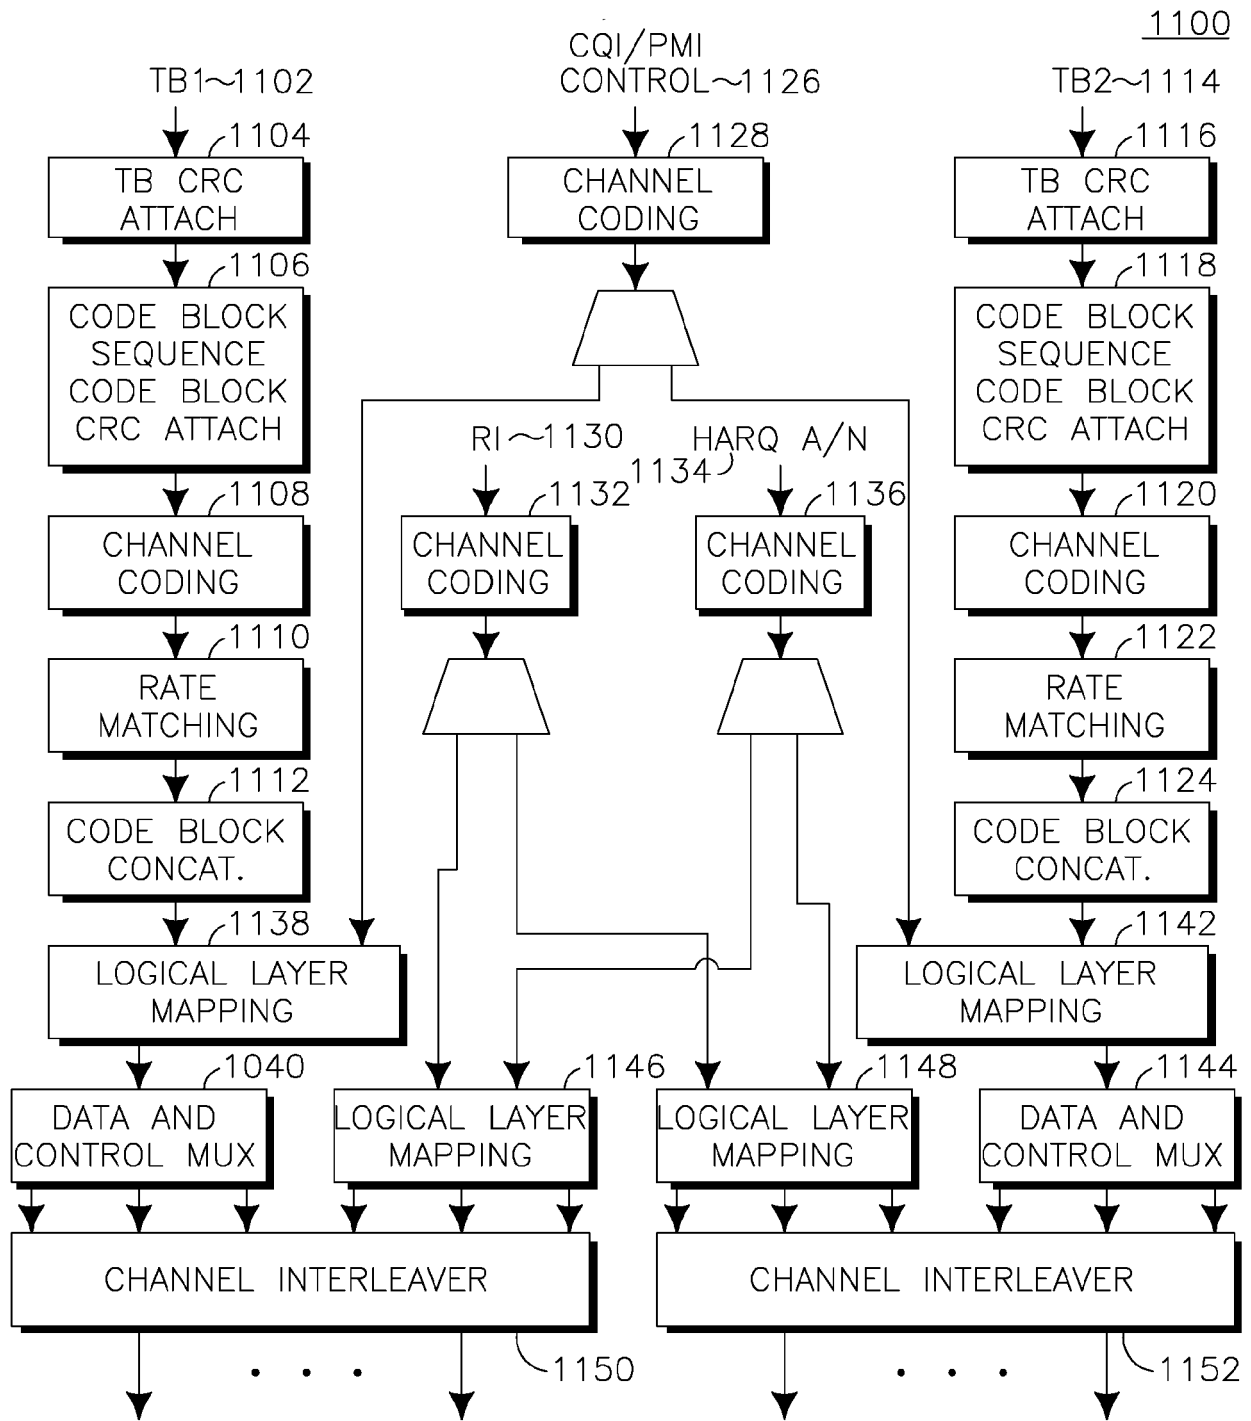 1100
TB1~1102
CQI/PMI
CONTROL~1126
TB2~1114
1104
TB CRC
ATTACH
1128
CHANNEL
CODING
1116
TB CRC
ATTACH
1106
CODE BLOCK
SEQUENCE
CODE BLOCK
CRC ATTACH
1118
CODE BLOCK
SEQUENCE
CODE BLOCK
CRC ATTACH
RI~1130
HARQ A/N
1134
1108
CHANNEL
CODING
1132
CHANNEL
CODING
1136
CHANNEL
CODING
1120
CHANNEL
CODING
1110
RATE
MATCHING
1122
RATE
MATCHING
1112
CODE BLOCK
CONCAT.
1124
CODE BLOCK
CONCAT.
1138
LOGICAL LAYER
MAPPING
1142
LOGICAL LAYER
MAPPING
1040
DATA AND
CONTROL MUX
1146
LOGICAL LAYER
MAPPING
1148
LOGICAL LAYER
MAPPING
1144
DATA AND
CONTROL MUX
CHANNEL INTERLEAVER
1150
CHANNEL INTERLEAVER
1152